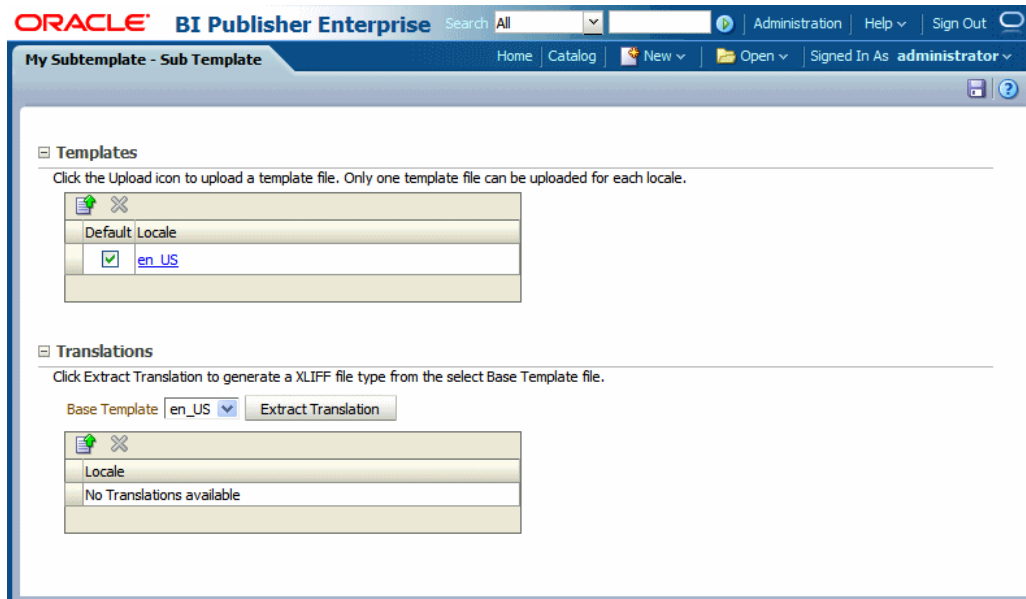 ORACLE BI Publisher Enterprise Search All Administration Help Sign Out
My Subtemplate - Sub Template Home Catalog New Open Signed In As administrator
Templates
Click the Upload icon to upload a template file. Only one template file can be uploaded for each locale.
Default Locale
en_US
Translations
Click Extract Translation to generate a XLIFF file type from the select Base Template file.
Base Template en_US Extract Translation
Locale
No Translations available